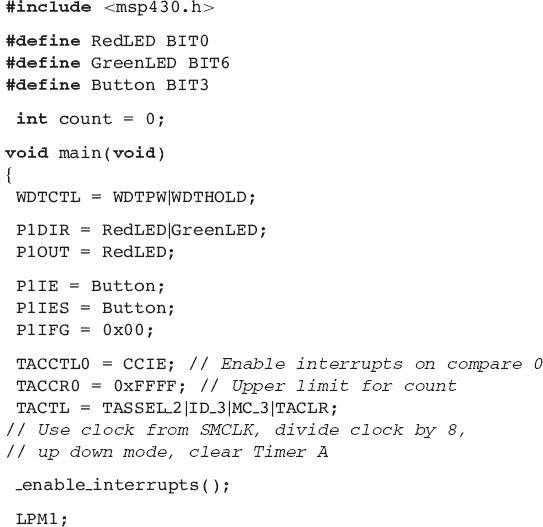 #include <msp430.h>
#define RedLED BIT0
#define GreenLED BIT6
#define Button BIT3
int count = 0;
void main(void)
{
WDTCTL = WDTPW|WDTHOLD;
P1DIR = RedLED|GreenLED;
P1OUT = RedLED;
P1IE = Button;
P1IES = Button;
P1IFG = 0x00;
TACCTL0 = CCIE; // Enable interrupts on compare 0
TACCR0 = 0xFFFF; // Upper limit for count
TACTL = TASSEL_2|ID_3|MC_3|TACLR;
// Use clock from SMCLK, divide clock by 8,
// up down mode, clear Timer A
_enable_interrupts();
LPM1;